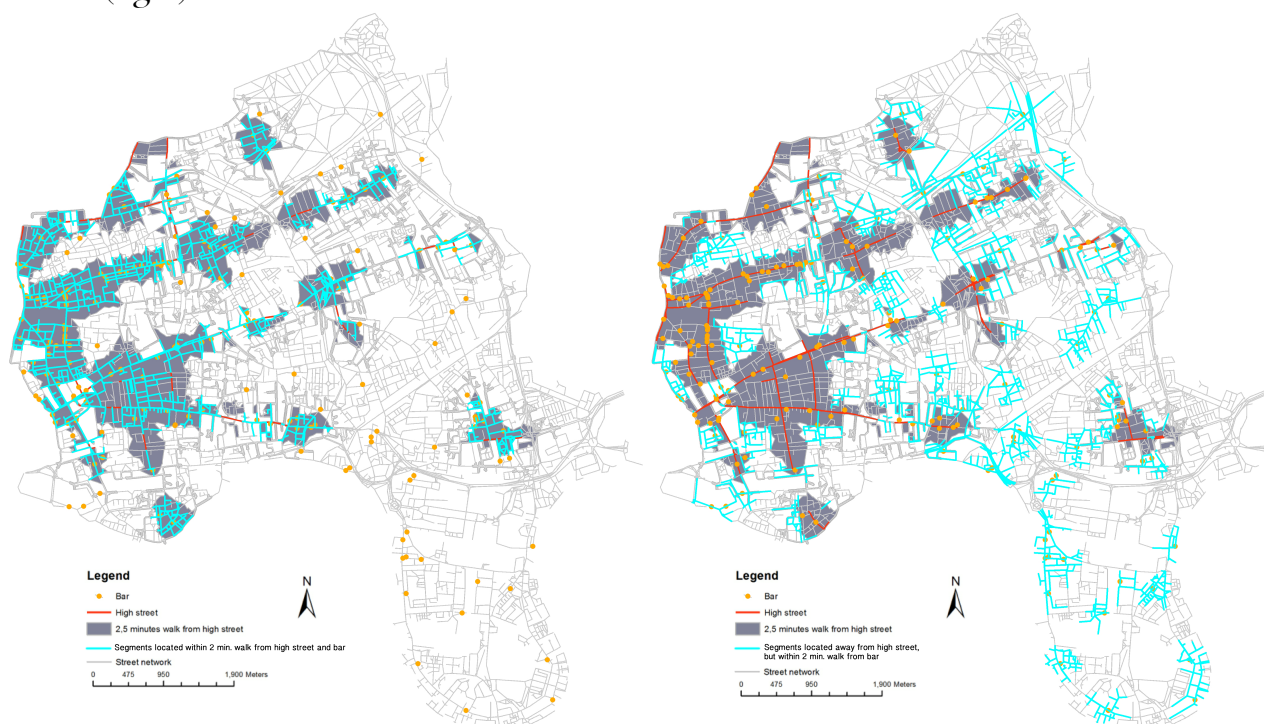 N
Legend
Bar
High street
2,5 minutes walk from high street
Segments located within 2 min. walk from high street and bar
Street network
0 475 950 1,900 Meters
N
Legend
Bar
High street
2,5 minutes walk from high street
Segments located away from high street,
but within 2 min. walk from bar
Street network
0 475 950 1,900 Meters